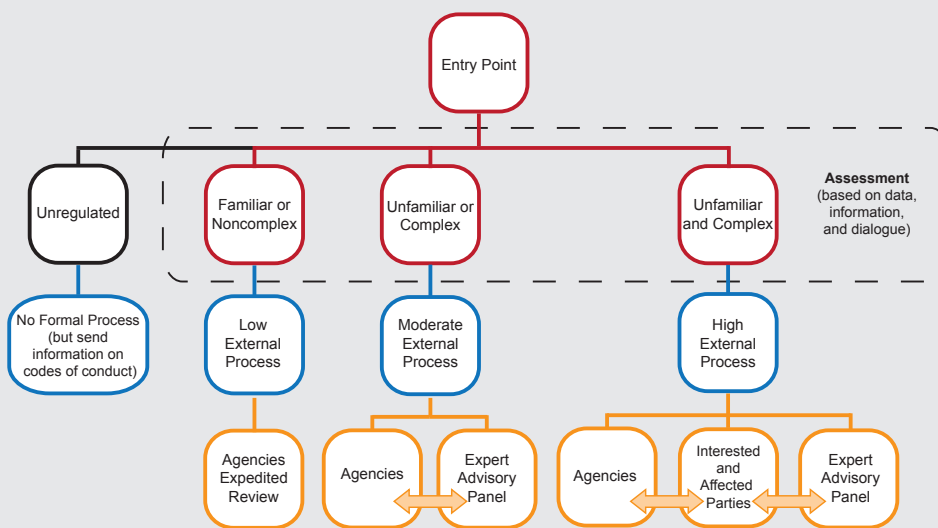 Entry Point
Unregulated
Familiar or
Noncomplex
Unfamiliar or
Complex
Unfamiliar
and Complex
Assessment
(based on data,
information,
and dialogue)
No Formal Process
(but send
information on
codes of conduct)
Low
External
Process
Moderate
External
Process
High
External
Process
Agencies
Expedited
Review
Agencies
Expert
Advisory
Panel
Agencies
Interested
and
Affected
Parties
Expert
Advisory
Panel